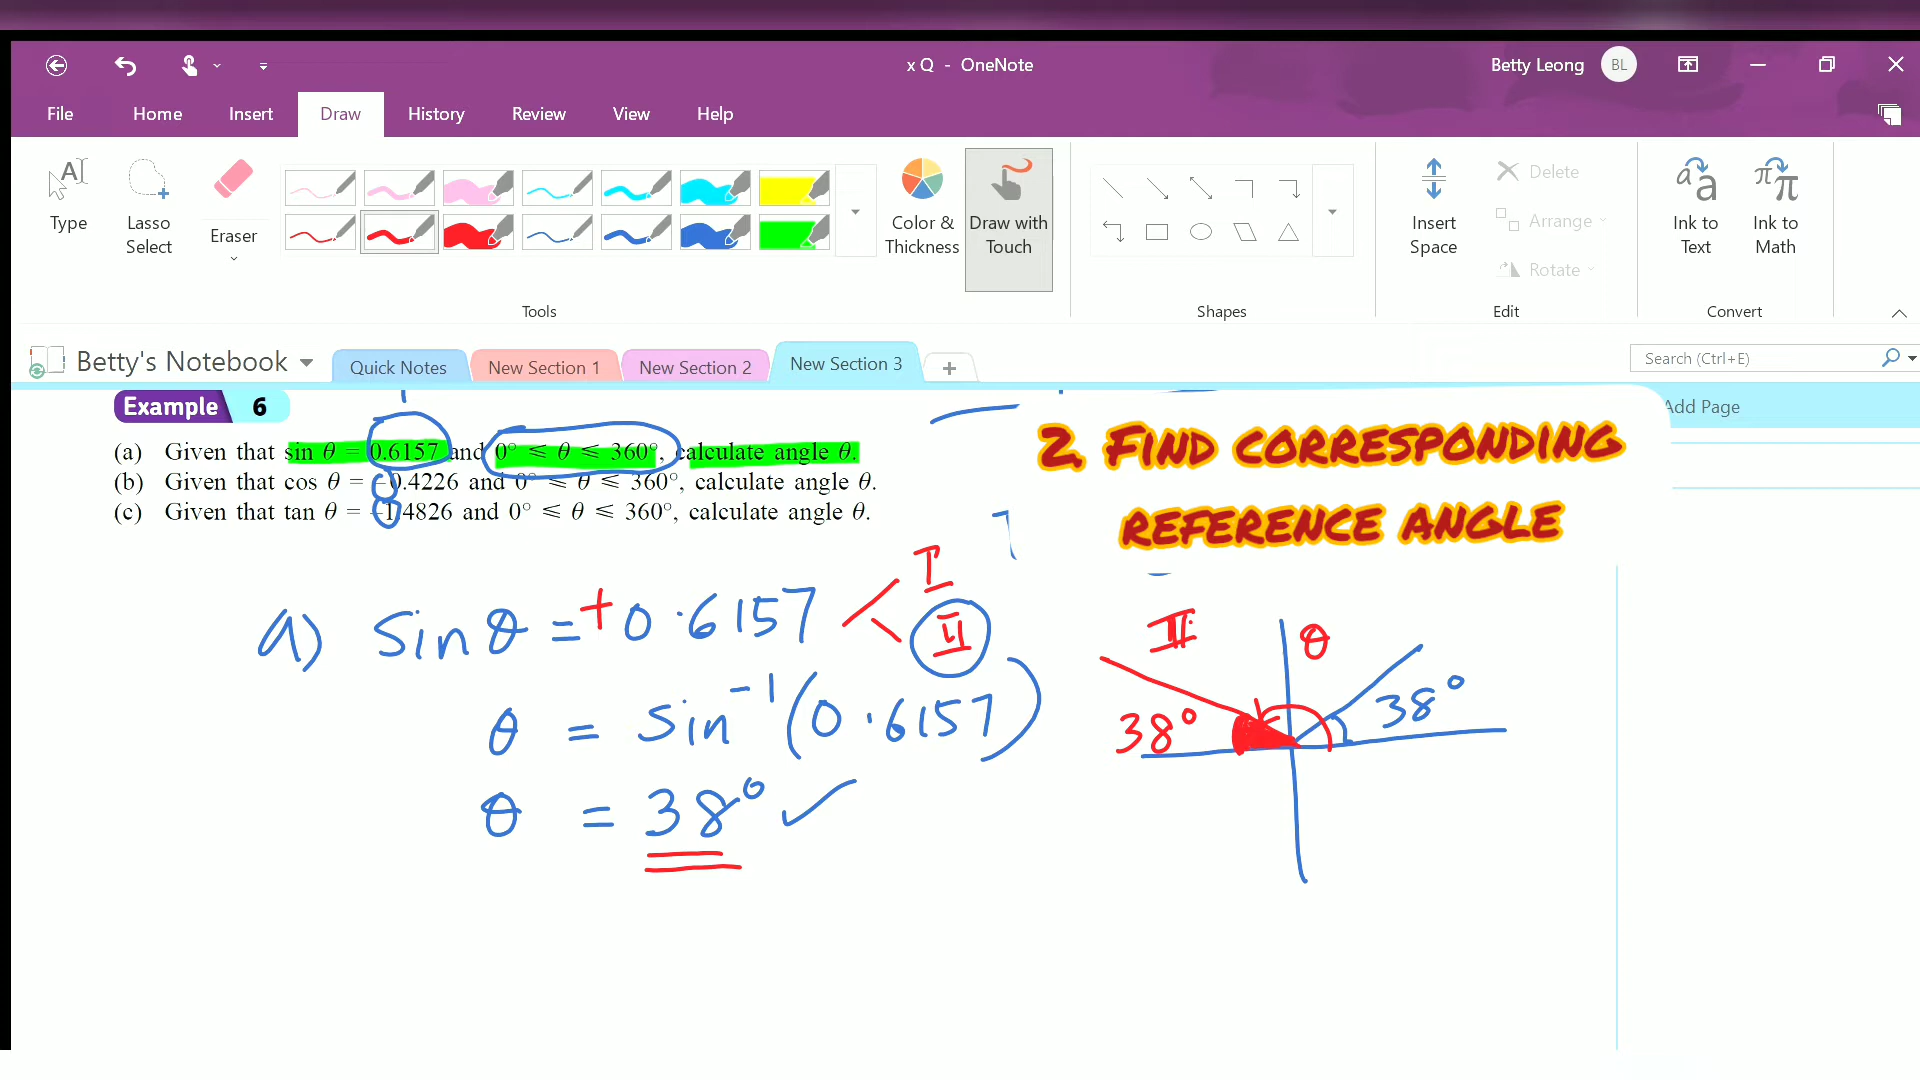 x Q - OneNote
Betty Leong
BL
File
Home
Insert
Draw
History
Review
View
Help
Type
Lasso Select
Eraser
Color & Thickness
Draw with Touch
Insert Space
Delete
Arrange
Rotate
Ink to Text
Ink to Math
Tools
Shapes
Edit
Convert
Betty's Notebook
Quick Notes
New Section 1
New Section 2
New Section 3
+
Search (Ctrl+E)
Add Page
Example 6
(a) Given that sin θ = 0.6157 and 0° ⩽ θ ⩽ 360°, calculate angle θ.
(b) Given that cos θ = −0.4226 and 0° ⩽ θ ⩽ 360°, calculate angle θ.
(c) Given that tan θ = −1.4826 and 0° ⩽ θ ⩽ 360°, calculate angle θ.
2. FIND CORRESPONDING
REFERENCE ANGLE
a) sin θ = + 0.6157 < I
II
θ = sin⁻¹(0.6157)
θ = 38° ✓
II
θ
38°
38°